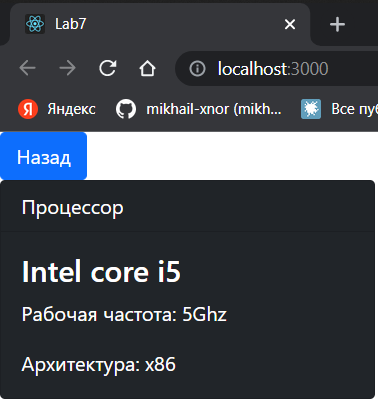 Lab7
localhost:3000
Яндекс
mikhail-xnor (mikh...
Все пуб
Назад
Процессор
Intel core i5
Рабочая частота: 5Ghz
Архитектура: x86